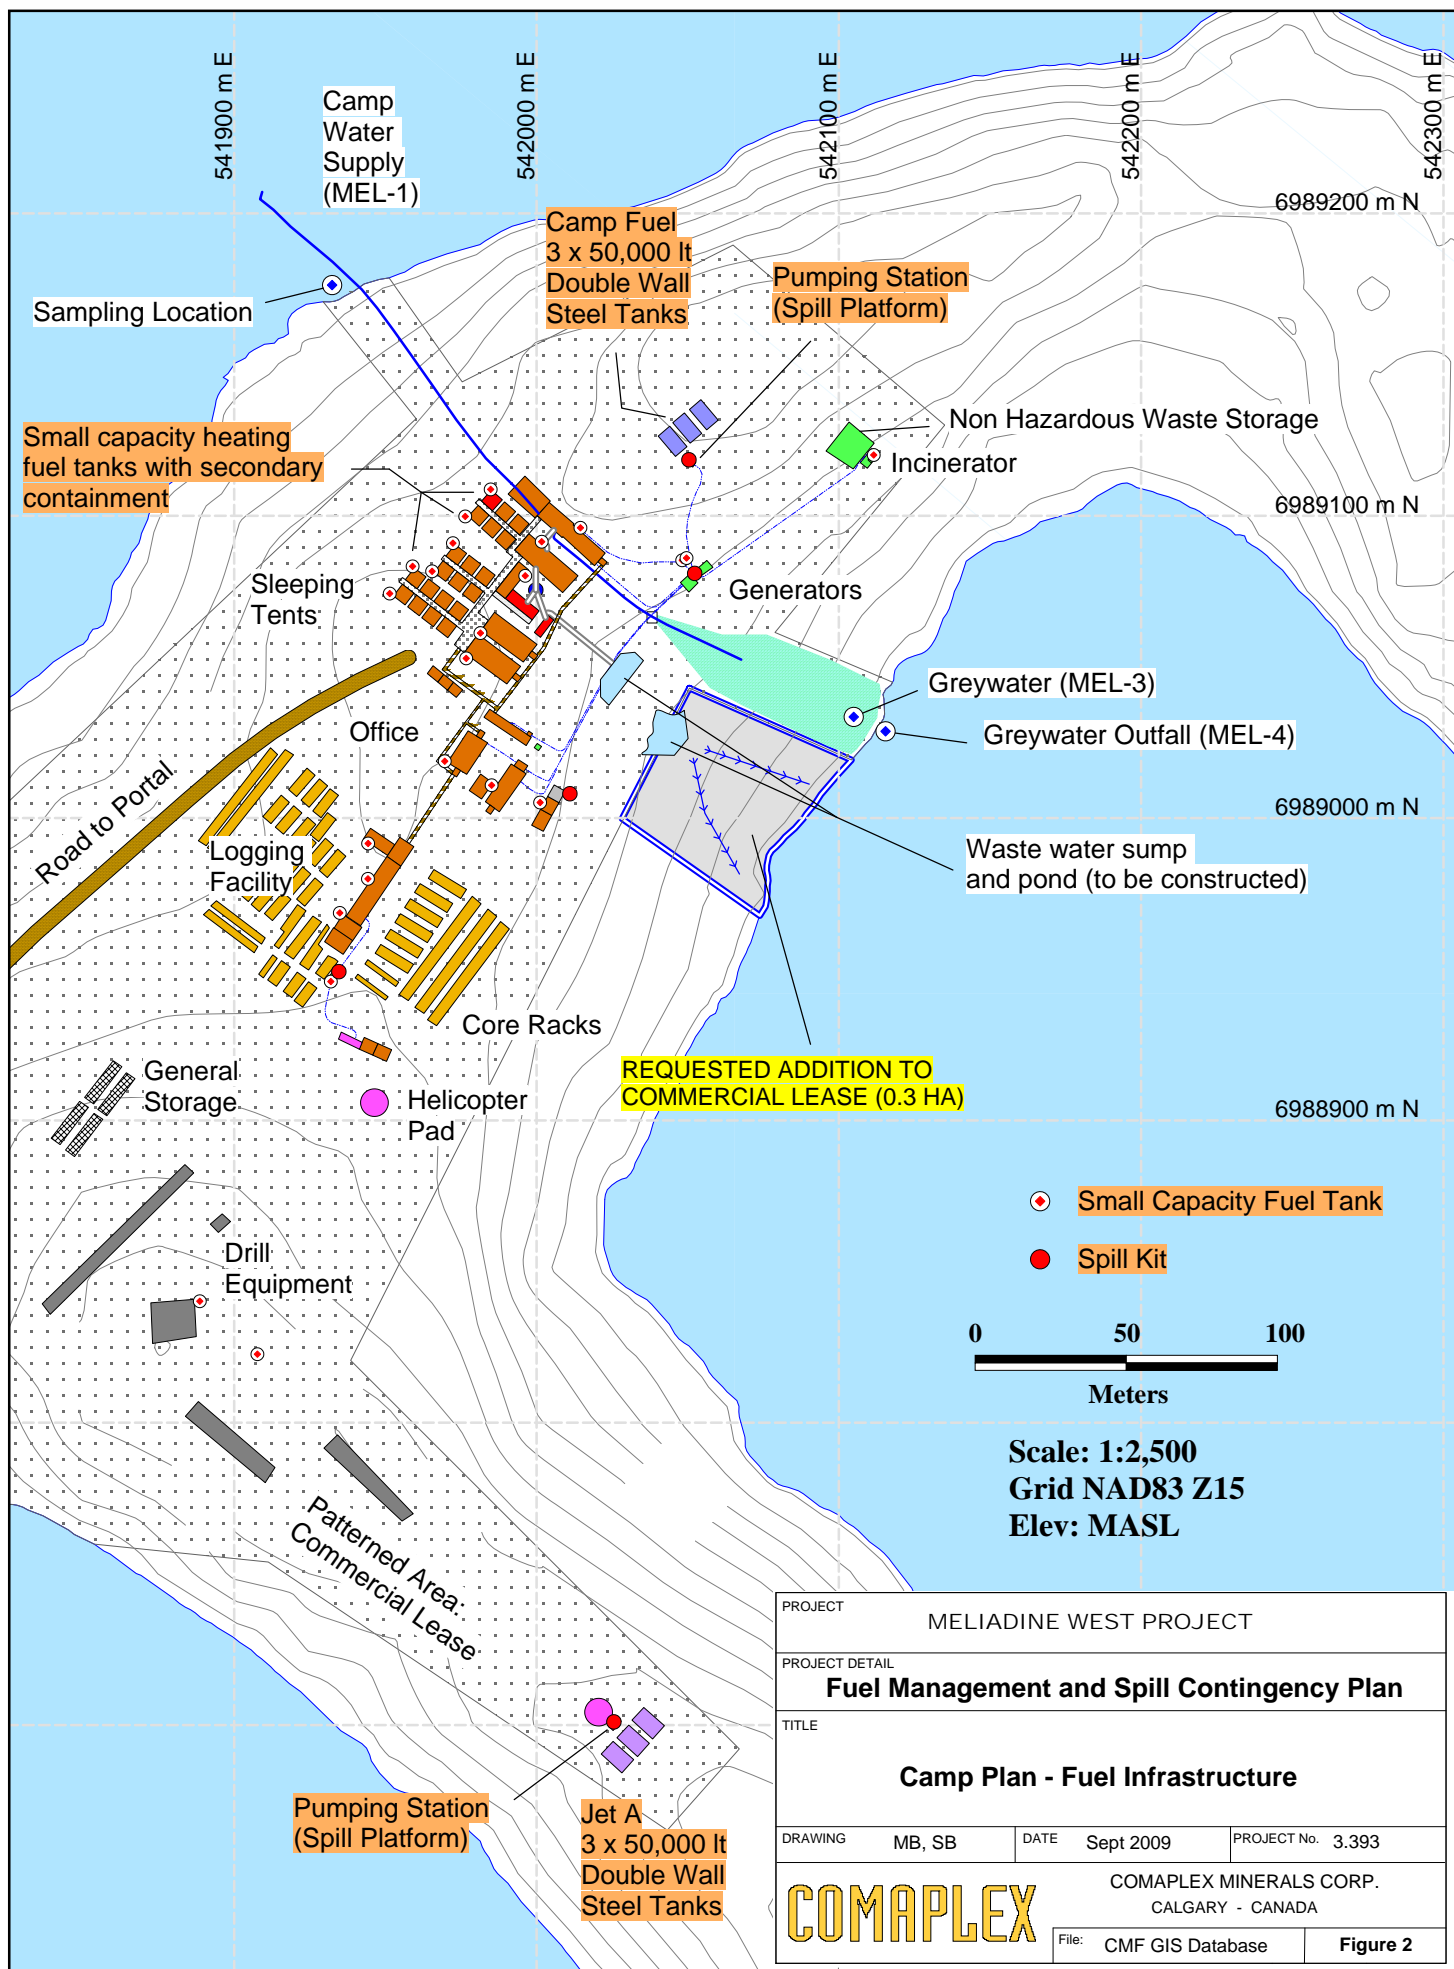 541900 m E
542000 m E
542100 m E
542200 m E
542300 m E
Camp
Water
Supply
(MEL-1)
6989200 m N
Camp Fuel
3 x 50,000 lt
Double Wall
Steel Tanks
Pumping Station
(Spill Platform)
Sampling Location
Small capacity heating
fuel tanks with secondary
containment
Non Hazardous Waste Storage
Incinerator
6989100 m N
Sleeping
Tents
Generators
Greywater (MEL-3)
Greywater Outfall (MEL-4)
Office
Road to Portal
6989000 m N
Logging
Facility
Waste water sump
and pond (to be constructed)
Core Racks
REQUESTED ADDITION TO
COMMERCIAL LEASE (0.3 HA)
General
Storage
Helicopter
Pad
6988900 m N
Small Capacity Fuel Tank
Spill Kit
Drill
Equipment
0 50 100
Meters
Scale: 1:2,500
Grid NAD83 Z15
Elev: MASL
Patterned Area:
Commercial Lease
Pumping Station
(Spill Platform)
Jet A
3 x 50,000 lt
Double Wall
Steel Tanks
PROJECT
MELIADINE WEST PROJECT
PROJECT DETAIL
Fuel Management and Spill Contingency Plan
TITLE
Camp Plan - Fuel Infrastructure
DRAWING MB, SB DATE Sept 2009 PROJECT No. 3.393
COMAPLEX
COMAPLEX MINERALS CORP.
CALGARY - CANADA
File: CMF GIS Database Figure 2